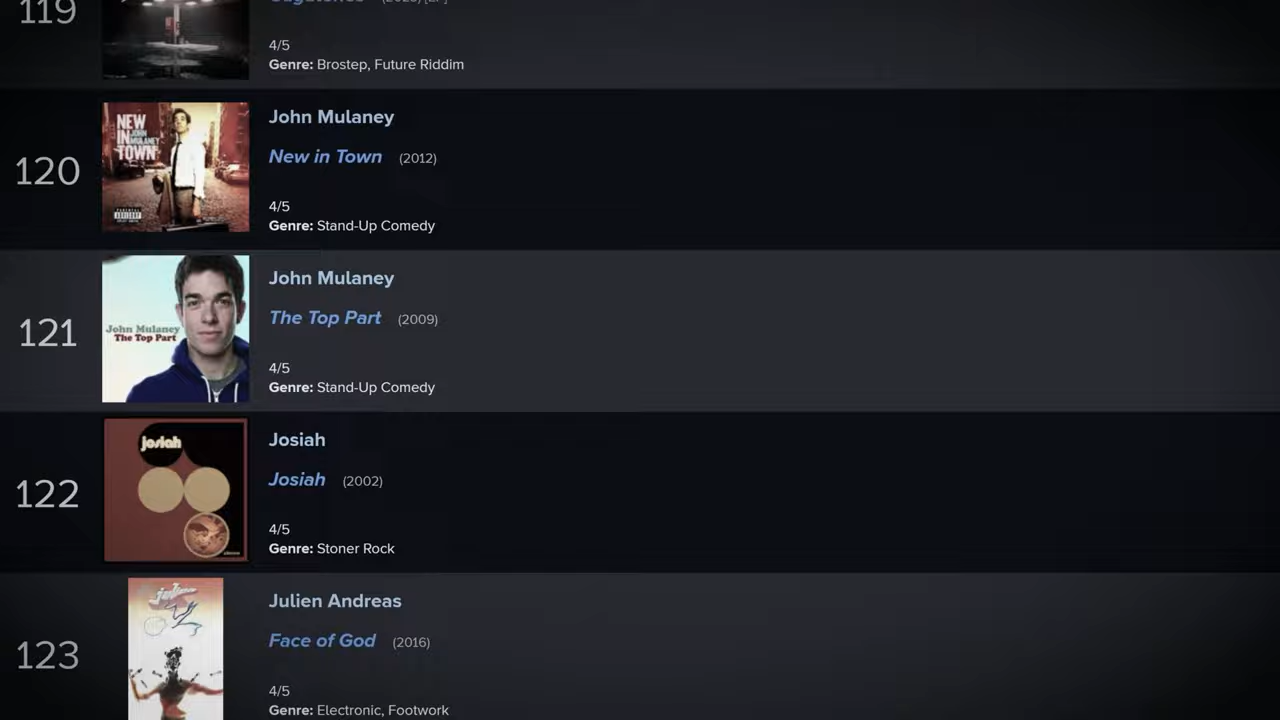 119
4/5
Genre: Brostep, Future Riddim
120
NEW
IN JOHN
MULANEY
TOWN
John Mulaney
New in Town (2012)
4/5
Genre: Stand-Up Comedy
121
John Mulaney
The Top Part
John Mulaney
The Top Part (2009)
4/5
Genre: Stand-Up Comedy
122
josiah
Josiah
Josiah (2002)
4/5
Genre: Stoner Rock
123
Julien Andreas
Face of God (2016)
4/5
Genre: Electronic, Footwork